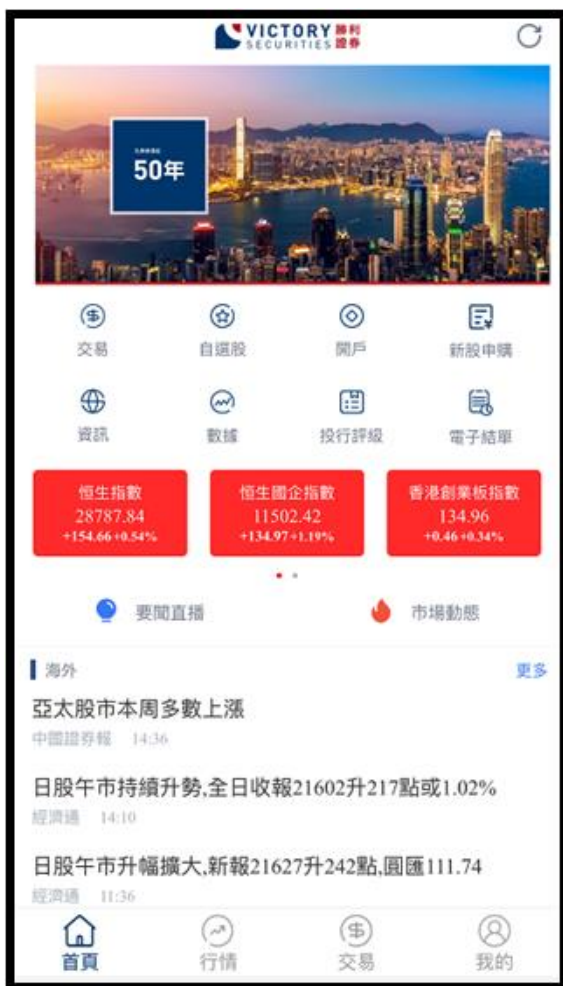 VICTORY 勝利
SECURITIES 證券
50年
交易 自選股 開戶 新股申購
資訊 數據 投行評級 電子結單
恒生指數 恒生國企指數 香港創業板指數
28787.84 11502.42 134.96
+154.66 +0.54% +134.97 +1.19% +0.46 +0.34%
要聞直播 市場動態
海外 更多
亞太股市本周多數上漲
中國證券報 14:36
日股午市持續升勢,全日收報21602升217點或1.02%
經濟通 14:10
日股午市升幅擴大,新報21627升242點,圓匯111.74
經濟通 11:36
首頁 行情 交易 我的